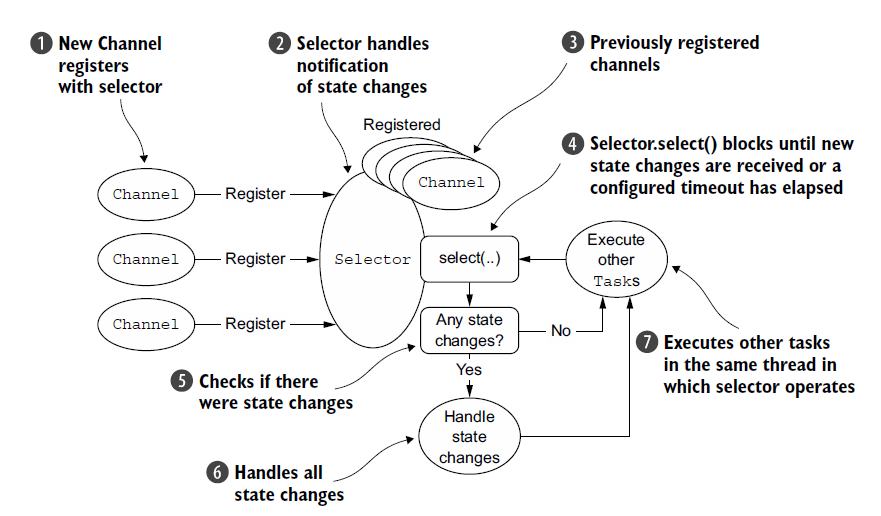 1 New Channel
registers
with selector
2 Selector handles
notification
of state changes
3 Previously registered
channels
Registered
Channel
4 Selector.select() blocks until new
state changes are received or a
configured timeout has elapsed
Channel
Register
Channel
Register
Channel
Register
Selector
select(..)
Execute
other
Tasks
Any state
changes?
No
Yes
7 Executes other tasks
in the same thread in
which selector operates
5 Checks if there
were state changes
Handle
state
changes
6 Handles all
state changes